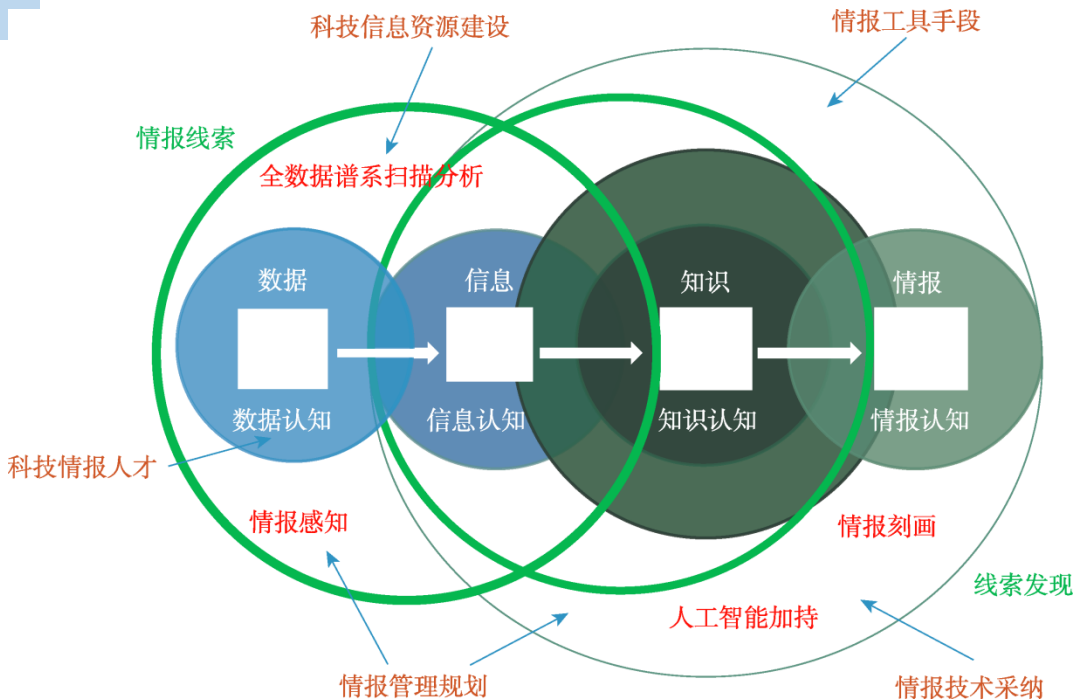 科技信息资源建设
情报工具手段
情报线索
全数据谱系扫描分析
数据
信息
知识
情报
数据认知
信息认知
知识认知
情报认知
科技情报人才
情报感知
情报刻画
线索发现
人工智能加持
情报管理规划
情报技术采纳